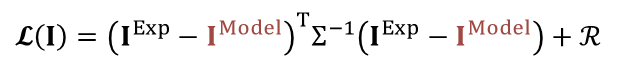 𝓛(𝐈) = (𝐈^Exp − 𝐈^Model)^T Σ^−1 (𝐈^Exp − 𝐈^Model) + ℛ